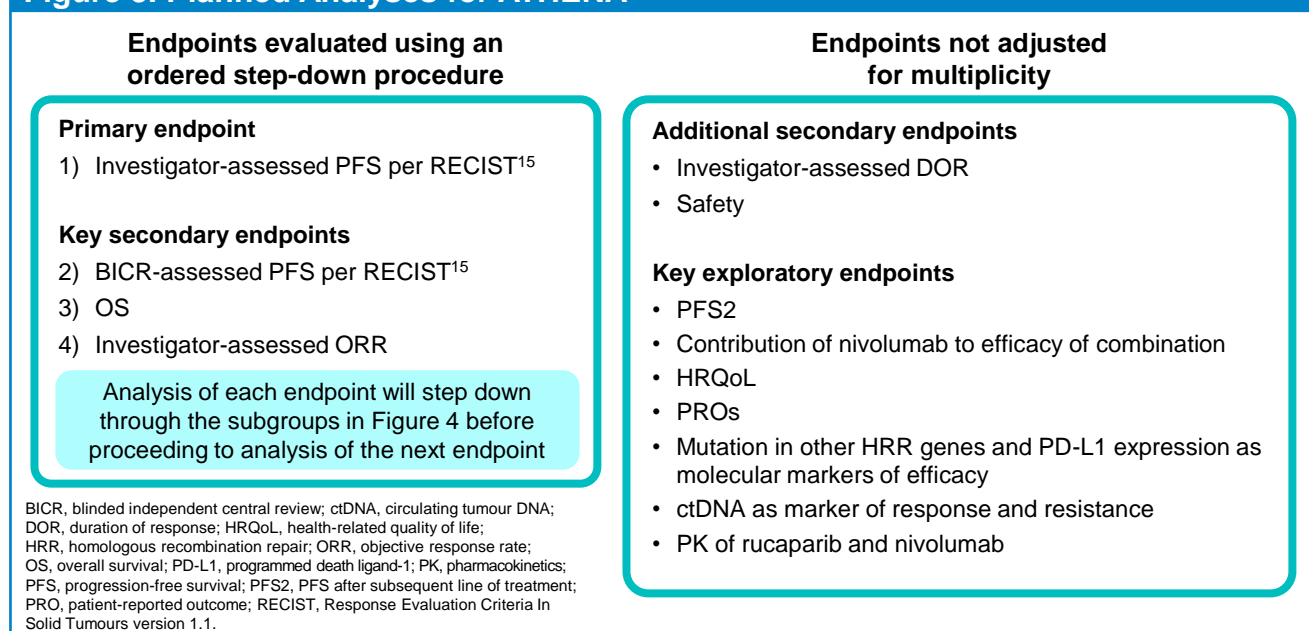 Endpoints evaluated using an
ordered step-down procedure
Primary endpoint
1) Investigator-assessed PFS per RECIST15
Key secondary endpoints
2) BICR-assessed PFS per RECIST15
3) OS
4) Investigator-assessed ORR
Analysis of each endpoint will step down
through the subgroups in Figure 4 before
proceeding to analysis of the next endpoint
BICR, blinded independent central review; ctDNA, circulating tumour DNA;
DOR, duration of response; HRQoL, health-related quality of life;
HRR, homologous recombination repair; ORR, objective response rate;
OS, overall survival; PD-L1, programmed death ligand-1; PK, pharmacokinetics;
PFS, progression-free survival; PFS2, PFS after subsequent line of treatment;
PRO, patient-reported outcome; RECIST, Response Evaluation Criteria In
Solid Tumours version 1.1.
Endpoints not adjusted
for multiplicity
Additional secondary endpoints
• Investigator-assessed DOR
• Safety
Key exploratory endpoints
• PFS2
• Contribution of nivolumab to efficacy of combination
• HRQoL
• PROs
• Mutation in other HRR genes and PD-L1 expression as
molecular markers of efficacy
• ctDNA as marker of response and resistance
• PK of rucaparib and nivolumab